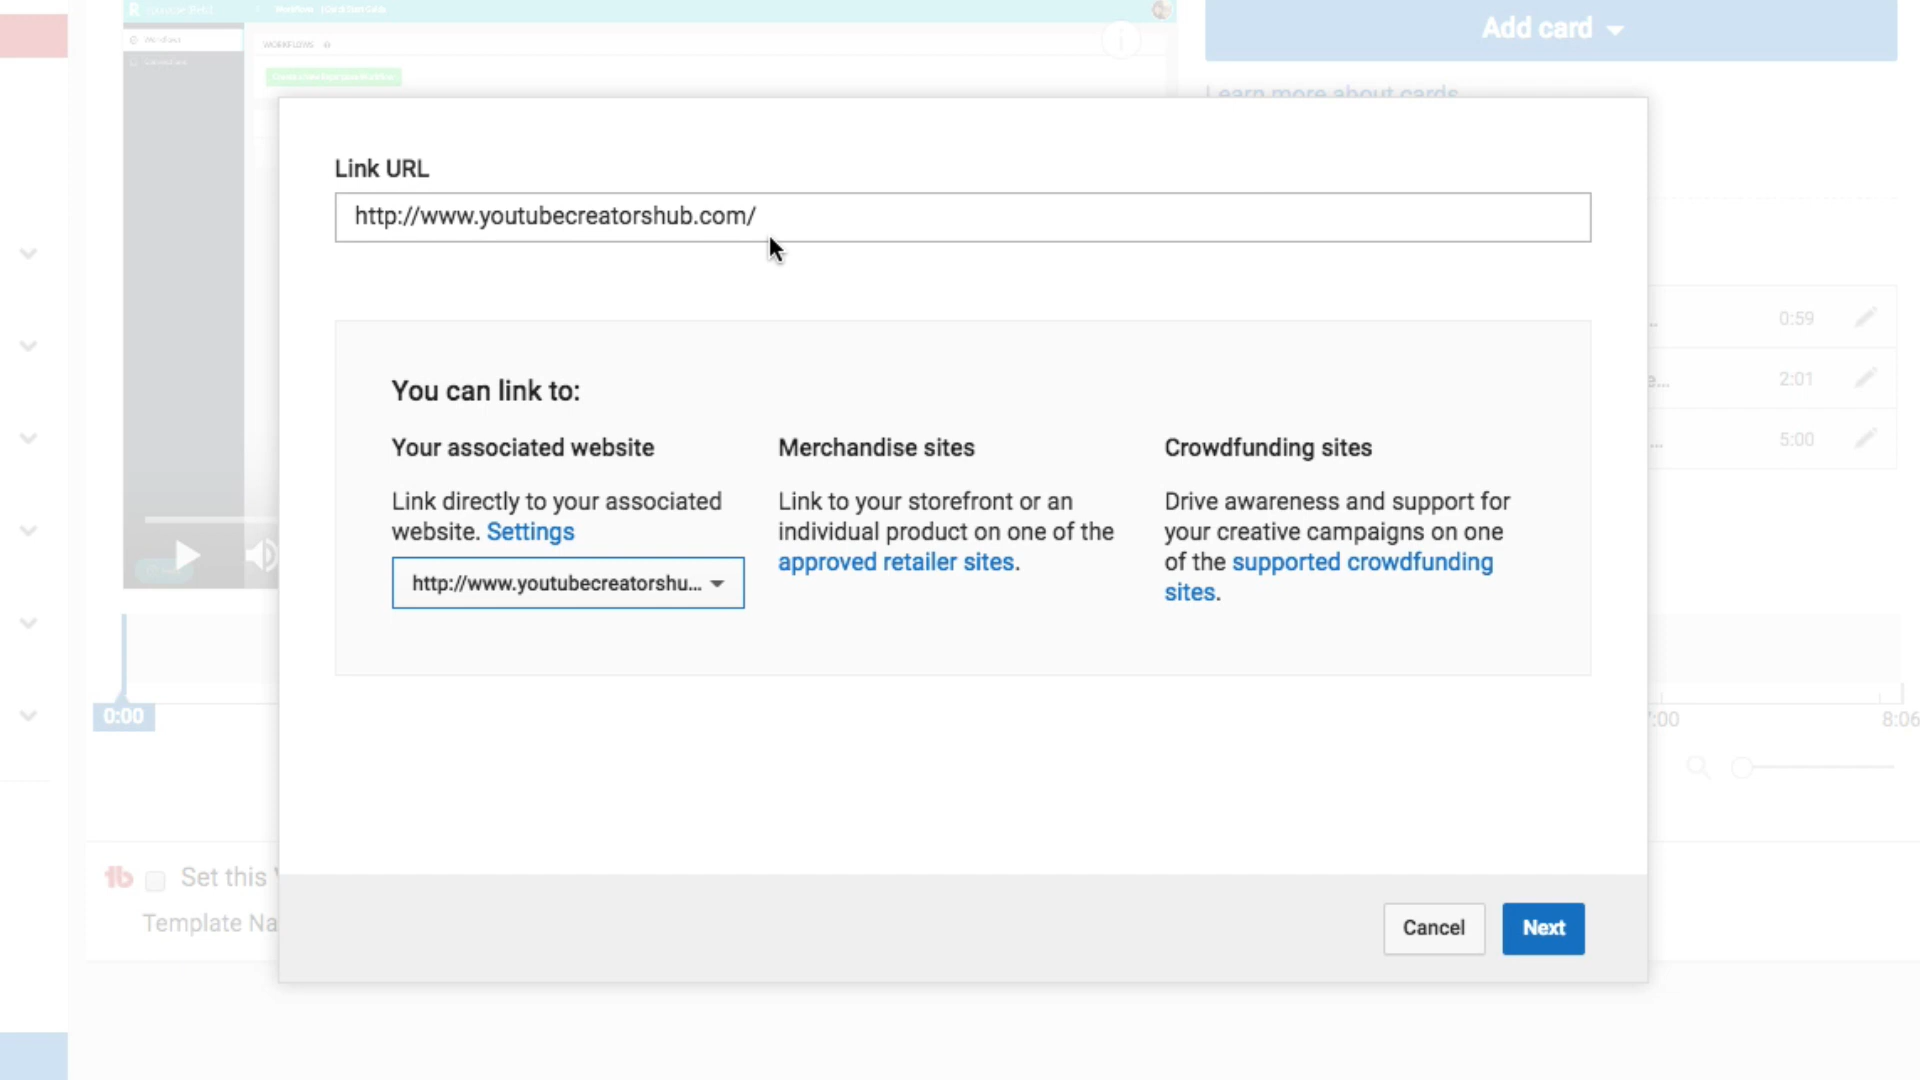 WORKFLOWS
Add card
Learn more about cards
Link URL
http://www.youtubecreatorshub.com/
0:59
You can link to:
2:01
Your associated website
Merchandise sites
Crowdfunding sites
5:00
Link directly to your associated
website. Settings
http://www.youtubecreatorshu...
Link to your storefront or an
individual product on one of the
approved retailer sites.
Drive awareness and support for
your creative campaigns on one
of the supported crowdfunding
sites.
0:00
:00
8:06
Set this
Template Na
Cancel
Next